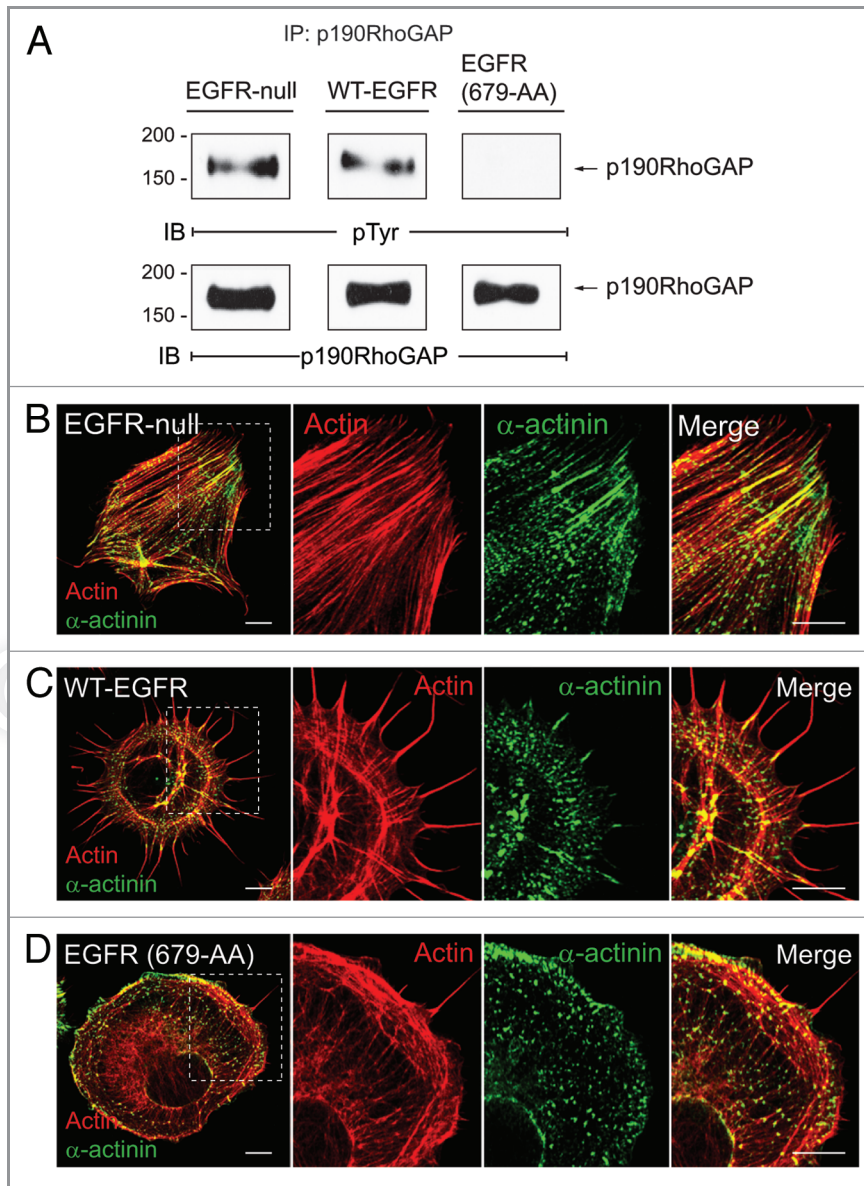 A
IP: p190RhoGAP
EGFR-null
WT-EGFR
EGFR
(679-AA)
200 -
150 -
← p190RhoGAP
IB
pTyr
200 -
150 -
← p190RhoGAP
IB
p190RhoGAP
B
EGFR-null
Actin
α-actinin
Merge
Actin
α-actinin
C
WT-EGFR
Actin
α-actinin
Merge
Actin
α-actinin
D
EGFR (679-AA)
Actin
α-actinin
Merge
Actin
α-actinin